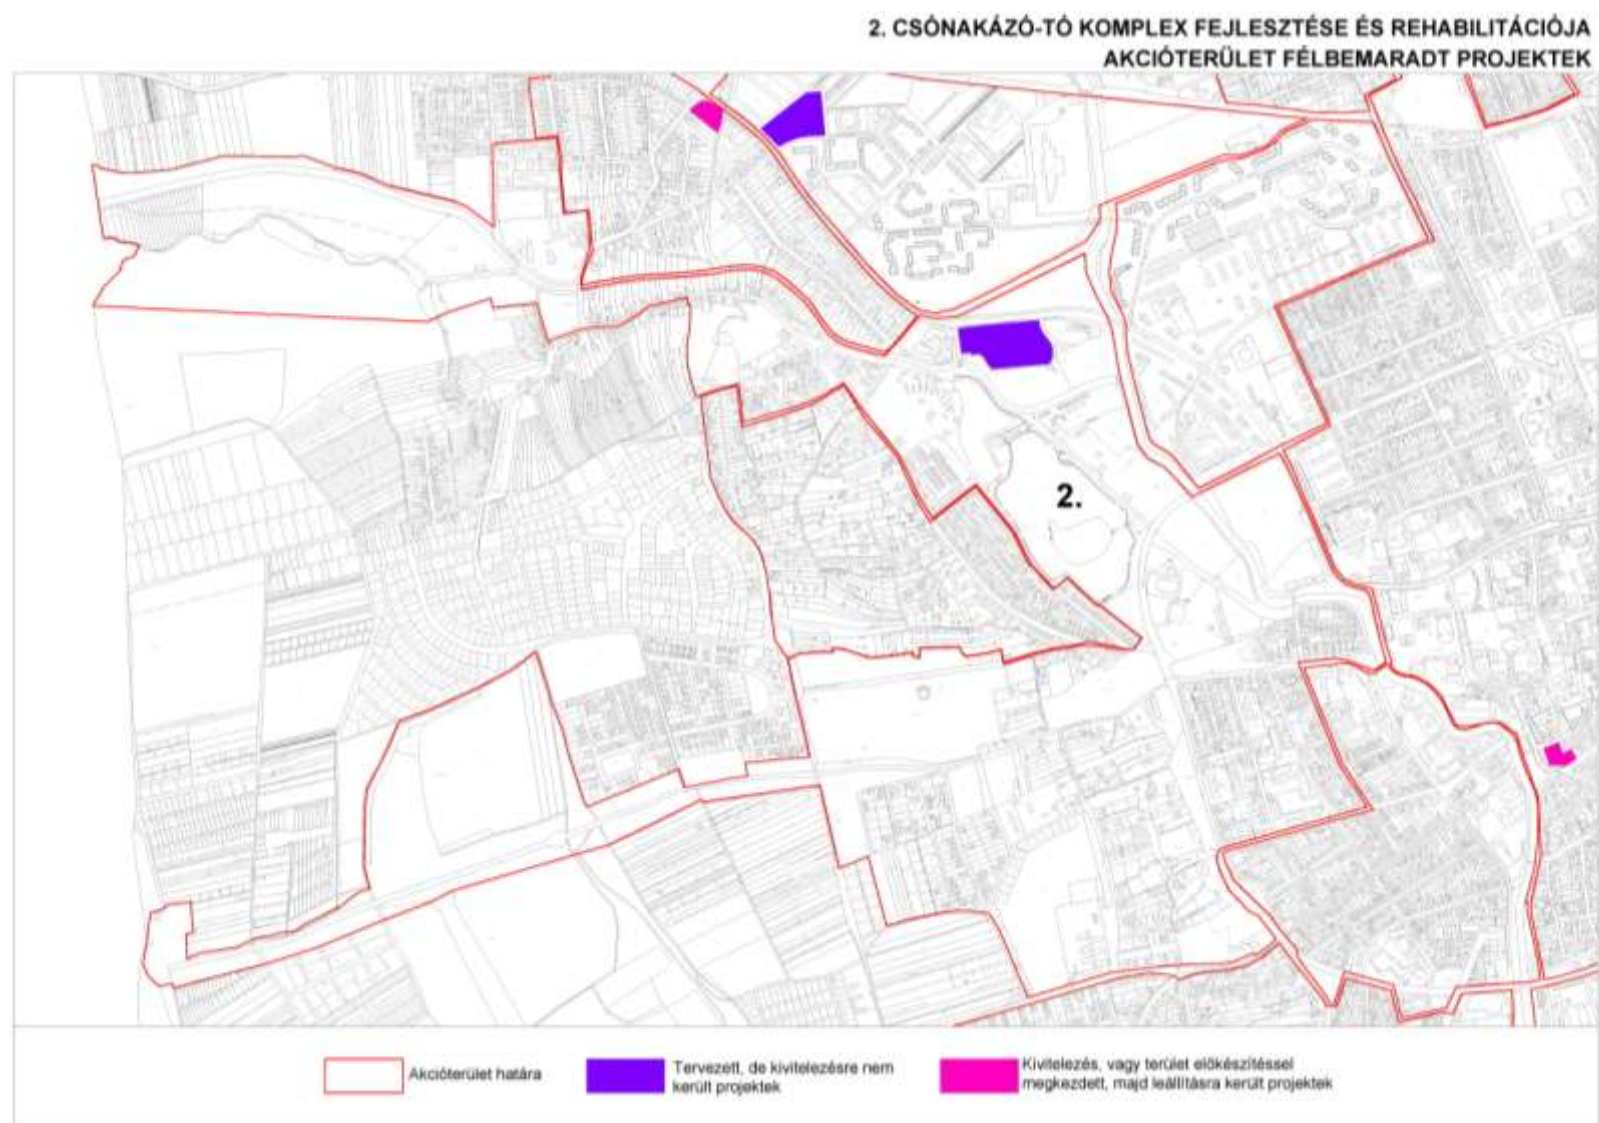 2. CSÓNAKÁZÓ-TÓ KOMPLEX FEJLESZTÉSE ÉS REHABILITÁCIÓJA
AKCIÓTERÜLET FÉLBEMARADT PROJEKTEK
2.
Akcióterület határa
Tervezett, de kivitelezésre nem
került projektek
Kivitelezés, vagy terület előkészítéssel
megkezdett, majd leállításra került projektek